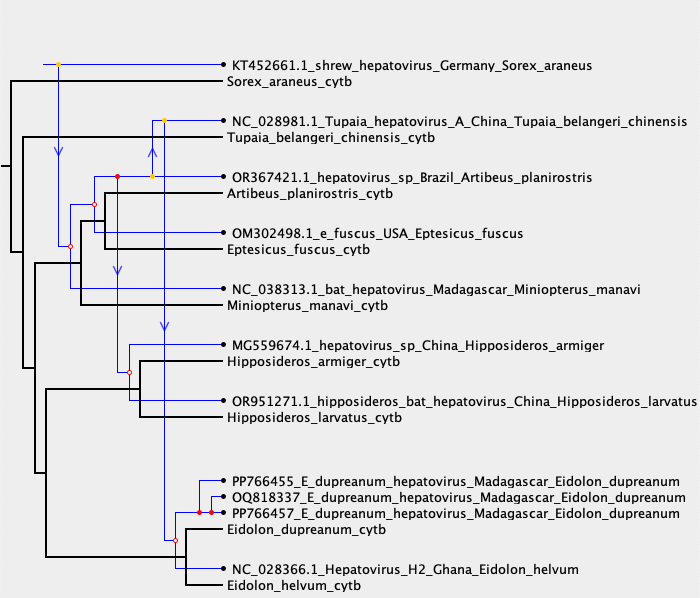 KT452661.1_shrew_hepatovirus_Germany_Sorex_araneus
Sorex_araneus_cytb
NC_028981.1_Tupaia_hepatovirus_A_China_Tupaia_belangeri_chinensis
Tupaia_belangeri_chinensis_cytb
OR367421.1_hepatovirus_sp_Brazil_Artibeus_planirostris
Artibeus_planirostris_cytb
OM302498.1_e_fuscus_USA_Eptesicus_fuscus
Eptesicus_fuscus_cytb
NC_038313.1_bat_hepatovirus_Madagascar_Miniopterus_manavi
Miniopterus_manavi_cytb
MG559674.1_hepatovirus_sp_China_Hipposideros_armiger
Hipposideros_armiger_cytb
OR951271.1_hipposideros_bat_hepatovirus_China_Hipposideros_larvatus
Hipposideros_larvatus_cytb
PP766455_E_dupreanum_hepatovirus_Madagascar_Eidolon_dupreanum
OQ818337_E_dupreanum_hepatovirus_Madagascar_Eidolon_dupreanum
PP766457_E_dupreanum_hepatovirus_Madagascar_Eidolon_dupreanum
Eidolon_dupreanum_cytb
NC_028366.1_Hepatovirus_H2_Ghana_Eidolon_helvum
Eidolon_helvum_cytb